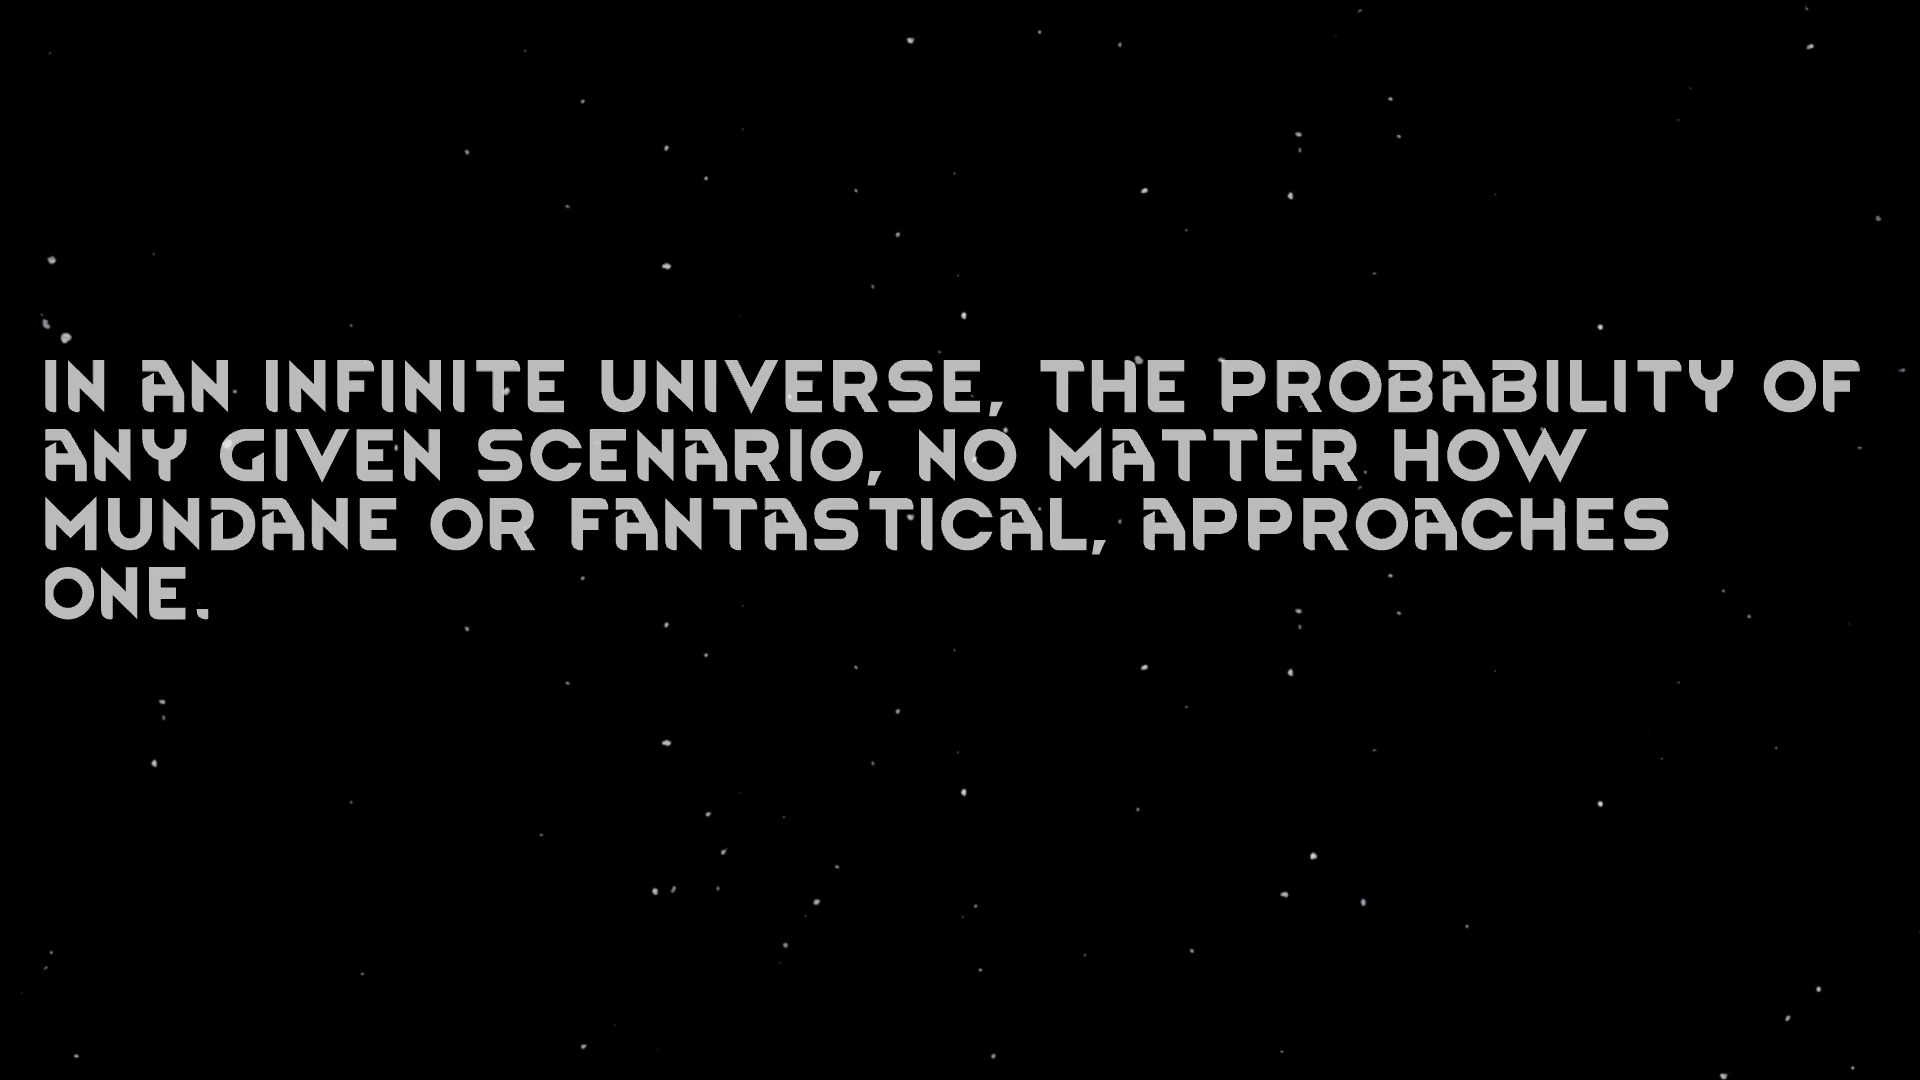 IN AN INFINITE UNIVERSE, THE PROBABILITY OF
ANY GIVEN SCENARIO, NO MATTER HOW
MUNDANE OR FANTASTICAL, APPROACHES
ONE.